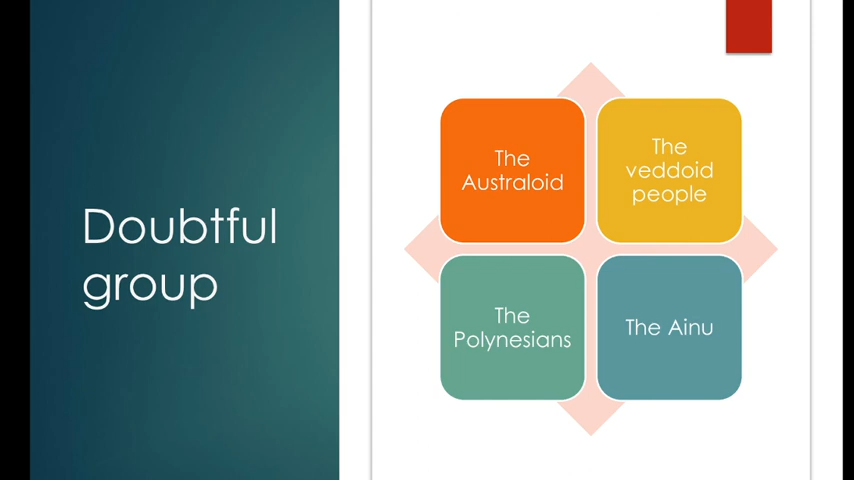 Doubtful
group
The
Australoid
The
veddoid
people
The
Polynesians
The Ainu